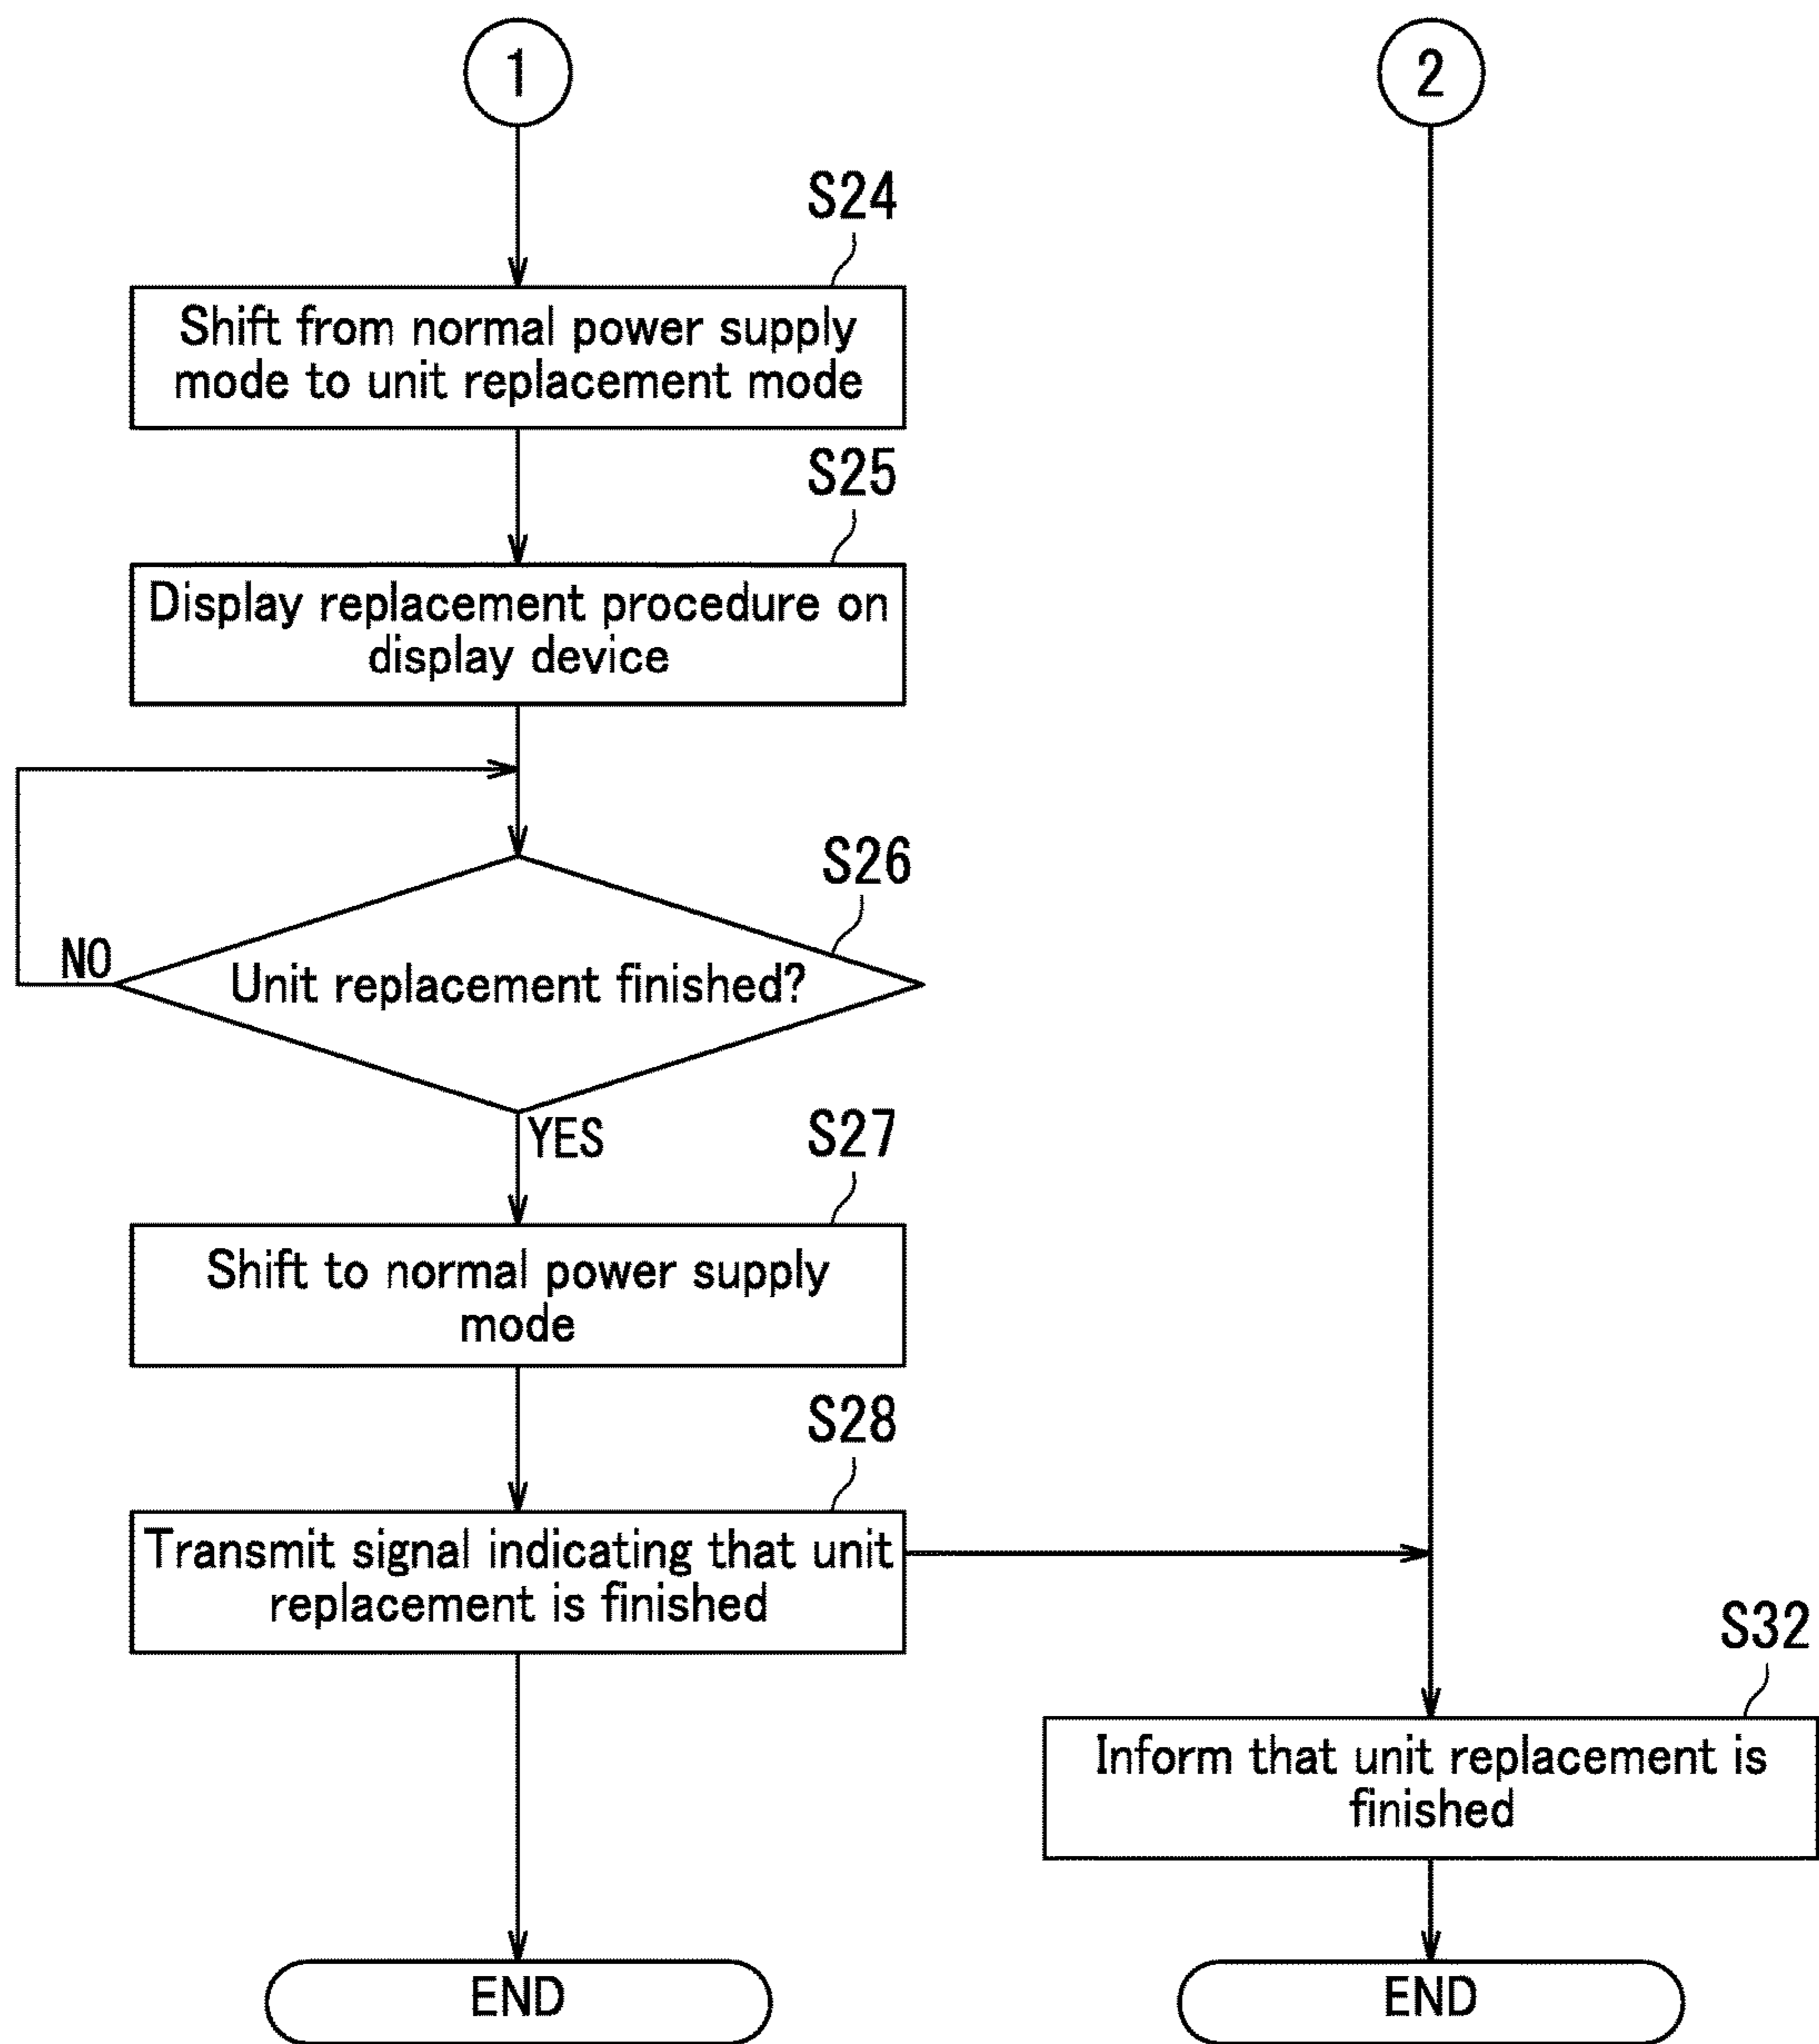 1
2
S24
Shift from normal power supply
mode to unit replacement mode
S25
Display replacement procedure on
display device
S26
NO
Unit replacement finished?
YES
S27
Shift to normal power supply
mode
S28
Transmit signal indicating that unit
replacement is finished
S32
Inform that unit replacement is
finished
END
END